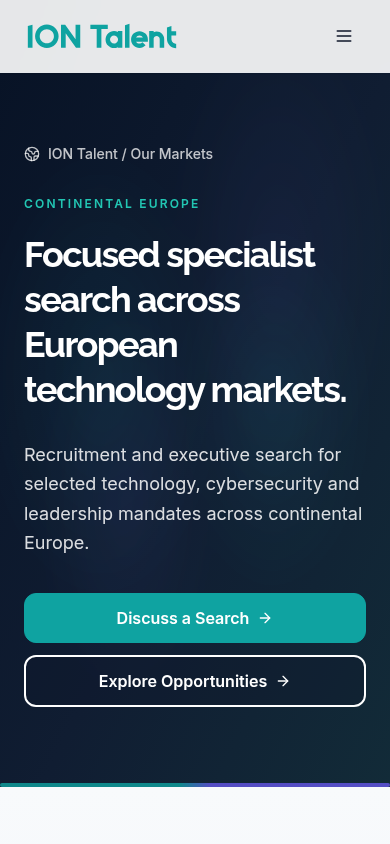 ION Talent
ION Talent / Our Markets
CONTINENTAL EUROPE
Focused specialist
search across
European
technology markets.
Recruitment and executive search for
selected technology, cybersecurity and
leadership mandates across continental
Europe.
Discuss a Search →
Explore Opportunities →